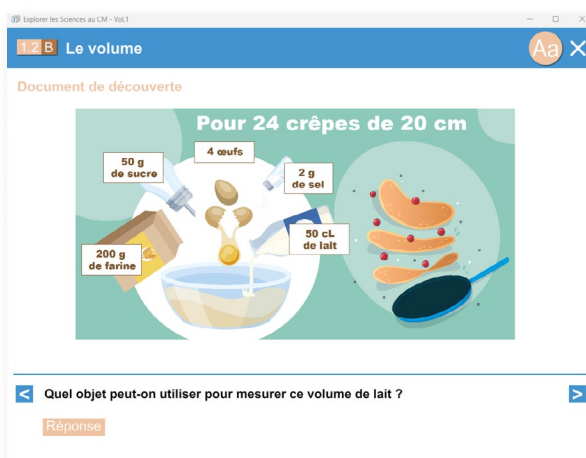 Explorer les Sciences au CM - Vol.1
1.2 B Le volume
Aa
Document de découverte
Pour 24 crêpes de 20 cm
50 g
de sucre
4 œufs
2 g
de sel
200 g
de farine
50 cL
de lait
Quel objet peut-on utiliser pour mesurer ce volume de lait ?
Réponse